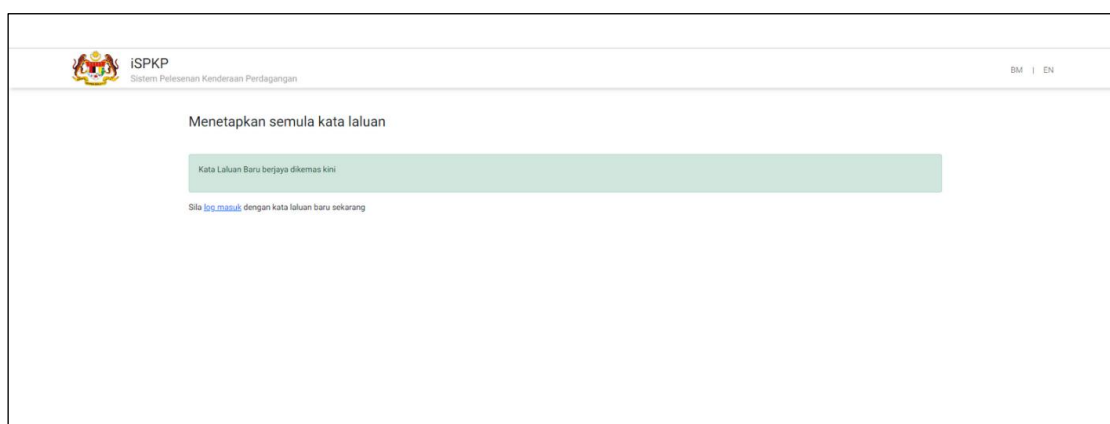 iSPKP
Sistem Pelesenan Kenderaan Perdagangan
BM | EN
Menetapkan semula kata laluan
Kata Laluan Baru berjaya dikemas kini
Sila log masuk dengan kata laluan baru sekarang